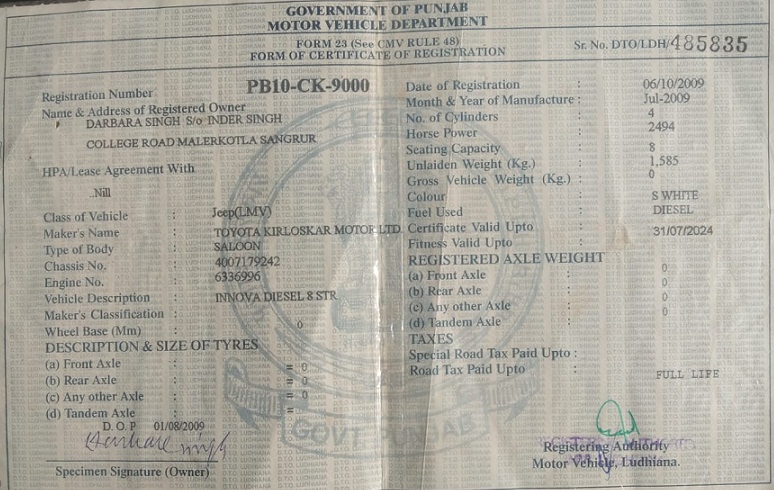 GOVERNMENT OF PUNJAB
MOTOR VEHICLE DEPARTMENT
FORM 23 (See CMV RULE 48)
FORM OF CERTIFICATE OF REGISTRATION
Sr. No. DTO/LDH/485835
Registration Number PB10-CK-9000
Name & Address of Registered Owner
DARBARA SINGH S/o INDER SINGH
COLLEGE ROAD MALERKOTLA SANGRUR
HPA/Lease Agreement With
.Nill
Class of Vehicle : Jeep(LMV)
Maker's Name : TOYOTA KIRLOSKAR MOTOR LTD.
Type of Body : SALOON
Chassis No. : 4007179242
Engine No. : 6336996
Vehicle Description : INNOVA DIESEL 8 STR
Maker's Classification :
Wheel Base (Mm) : 0
DESCRIPTION & SIZE OF TYRES
(a) Front Axle : = 0
(b) Rear Axle : = 0
(c) Any other Axle : = 0
(d) Tandem Axle : =
D. O. P 01/08/2009
Specimen Signature (Owner)
Date of Registration : 06/10/2009
Month & Year of Manufacture : Jul-2009
No. of Cylinders : 4
Horse Power : 2494
Seating Capacity : 8
Unlaiden Weight (Kg.) : 1,585
Gross Vehicle Weight (Kg.) : 0
Colour : S WHITE
Fuel Used : DIESEL
Certificate Valid Upto : 31/07/2024
Fitness Valid Upto :
REGISTERED AXLE WEIGHT
(a) Front Axle : 0
(b) Rear Axle : 0
(c) Any other Axle : 0
(d) Tandem Axle : 0
TAXES
Special Road Tax Paid Upto :
Road Tax Paid Upto : FULL LIFE
Registering Authority
Motor Vehicle, Ludhiana.
GOVT PUNJAB